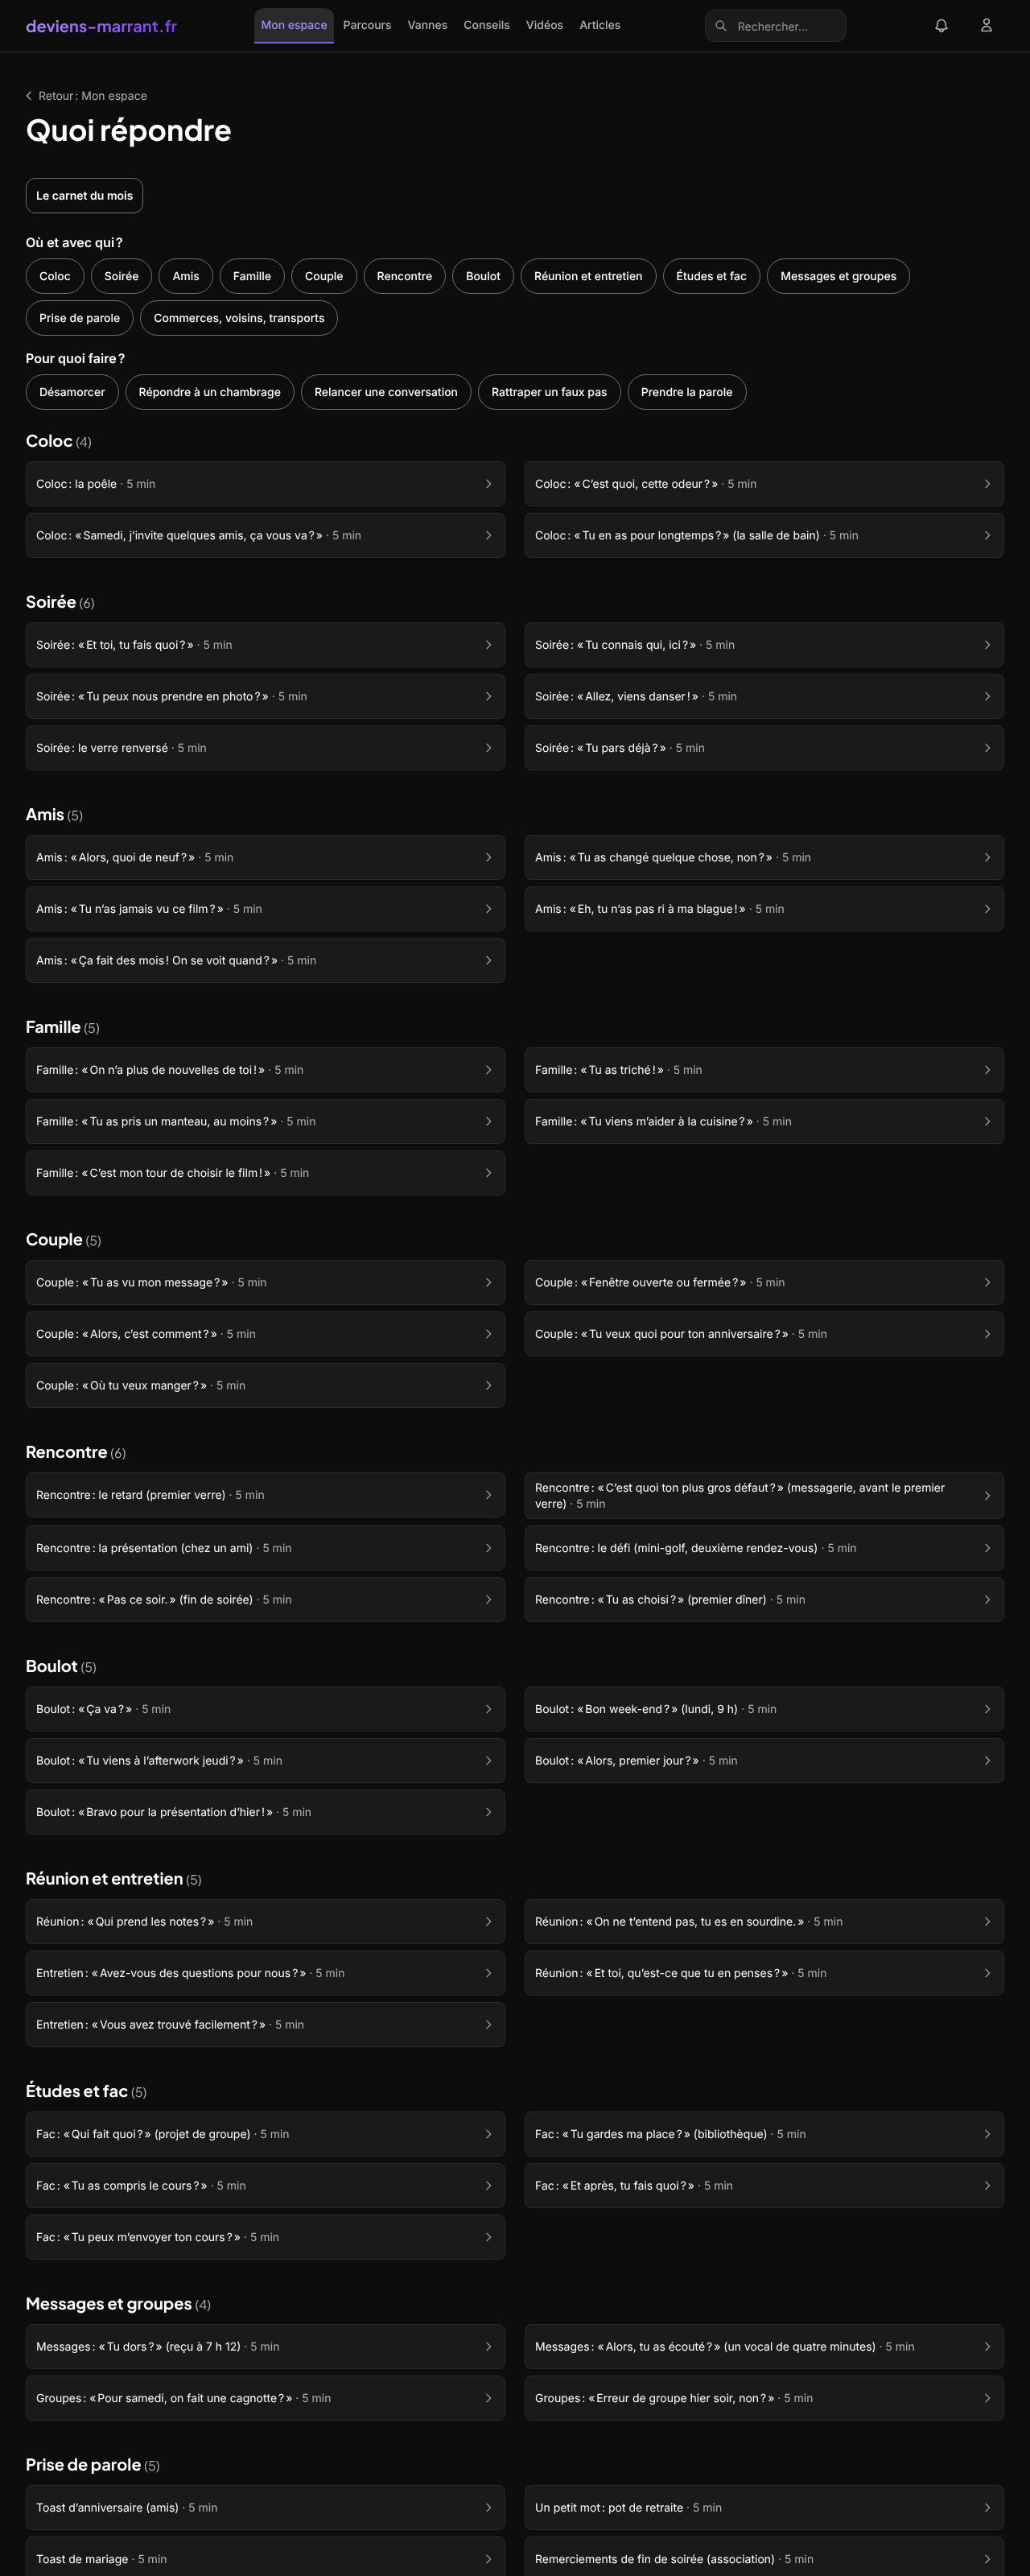 deviens-marrant.fr Mon espace Parcours Vannes Conseils Vidéos Articles Rechercher...
Retour : Mon espace
Quoi répondre
Le carnet du mois
Où et avec qui ?
Coloc Soirée Amis Famille Couple Rencontre Boulot Réunion et entretien Études et fac Messages et groupes
Prise de parole Commerces, voisins, transports
Pour quoi faire ?
Désamorcer Répondre à un chambrage Relancer une conversation Rattraper un faux pas Prendre la parole
Coloc (4)
Coloc : la poêle · 5 min
Coloc : « C’est quoi, cette odeur ? » · 5 min
Coloc : « Samedi, j’invite quelques amis, ça vous va ? » · 5 min
Coloc : « Tu en as pour longtemps ? » (la salle de bain) · 5 min
Soirée (6)
Soirée : « Et toi, tu fais quoi ? » · 5 min
Soirée : « Tu connais qui, ici ? » · 5 min
Soirée : « Tu peux nous prendre en photo ? » · 5 min
Soirée : « Allez, viens danser ! » · 5 min
Soirée : le verre renversé · 5 min
Soirée : « Tu pars déjà ? » · 5 min
Amis (5)
Amis : « Alors, quoi de neuf ? » · 5 min
Amis : « Tu as changé quelque chose, non ? » · 5 min
Amis : « Tu n’as jamais vu ce film ? » · 5 min
Amis : « Eh, tu n’as pas ri à ma blague ! » · 5 min
Amis : « Ça fait des mois ! On se voit quand ? » · 5 min
Famille (5)
Famille : « On n’a plus de nouvelles de toi ! » · 5 min
Famille : « Tu as triché ! » · 5 min
Famille : « Tu as pris un manteau, au moins ? » · 5 min
Famille : « Tu viens m’aider à la cuisine ? » · 5 min
Famille : « C’est mon tour de choisir le film ! » · 5 min
Couple (5)
Couple : « Tu as vu mon message ? » · 5 min
Couple : « Fenêtre ouverte ou fermée ? » · 5 min
Couple : « Alors, c’est comment ? » · 5 min
Couple : « Tu veux quoi pour ton anniversaire ? » · 5 min
Couple : « Où tu veux manger ? » · 5 min
Rencontre (6)
Rencontre : le retard (premier verre) · 5 min
Rencontre : « C’est quoi ton plus gros défaut ? » (messagerie, avant le premier
verre) · 5 min
Rencontre : la présentation (chez un ami) · 5 min
Rencontre : le défi (mini-golf, deuxième rendez-vous) · 5 min
Rencontre : « Pas ce soir. » (fin de soirée) · 5 min
Rencontre : « Tu as choisi ? » (premier dîner) · 5 min
Boulot (5)
Boulot : « Ça va ? » · 5 min
Boulot : « Bon week-end ? » (lundi, 9 h) · 5 min
Boulot : « Tu viens à l’afterwork jeudi ? » · 5 min
Boulot : « Alors, premier jour ? » · 5 min
Boulot : « Bravo pour la présentation d’hier ! » · 5 min
Réunion et entretien (5)
Réunion : « Qui prend les notes ? » · 5 min
Réunion : « On ne t’entend pas, tu es en sourdine. » · 5 min
Entretien : « Avez-vous des questions pour nous ? » · 5 min
Réunion : « Et toi, qu’est-ce que tu en penses ? » · 5 min
Entretien : « Vous avez trouvé facilement ? » · 5 min
Études et fac (5)
Fac : « Qui fait quoi ? » (projet de groupe) · 5 min
Fac : « Tu gardes ma place ? » (bibliothèque) · 5 min
Fac : « Tu as compris le cours ? » · 5 min
Fac : « Et après, tu fais quoi ? » · 5 min
Fac : « Tu peux m’envoyer ton cours ? » · 5 min
Messages et groupes (4)
Messages : « Tu dors ? » (reçu à 7 h 12) · 5 min
Messages : « Alors, tu as écouté ? » (un vocal de quatre minutes) · 5 min
Groupes : « Pour samedi, on fait une cagnotte ? » · 5 min
Groupes : « Erreur de groupe hier soir, non ? » · 5 min
Prise de parole (5)
Toast d’anniversaire (amis) · 5 min
Un petit mot : pot de retraite · 5 min
Toast de mariage · 5 min
Remerciements de fin de soirée (association) · 5 min